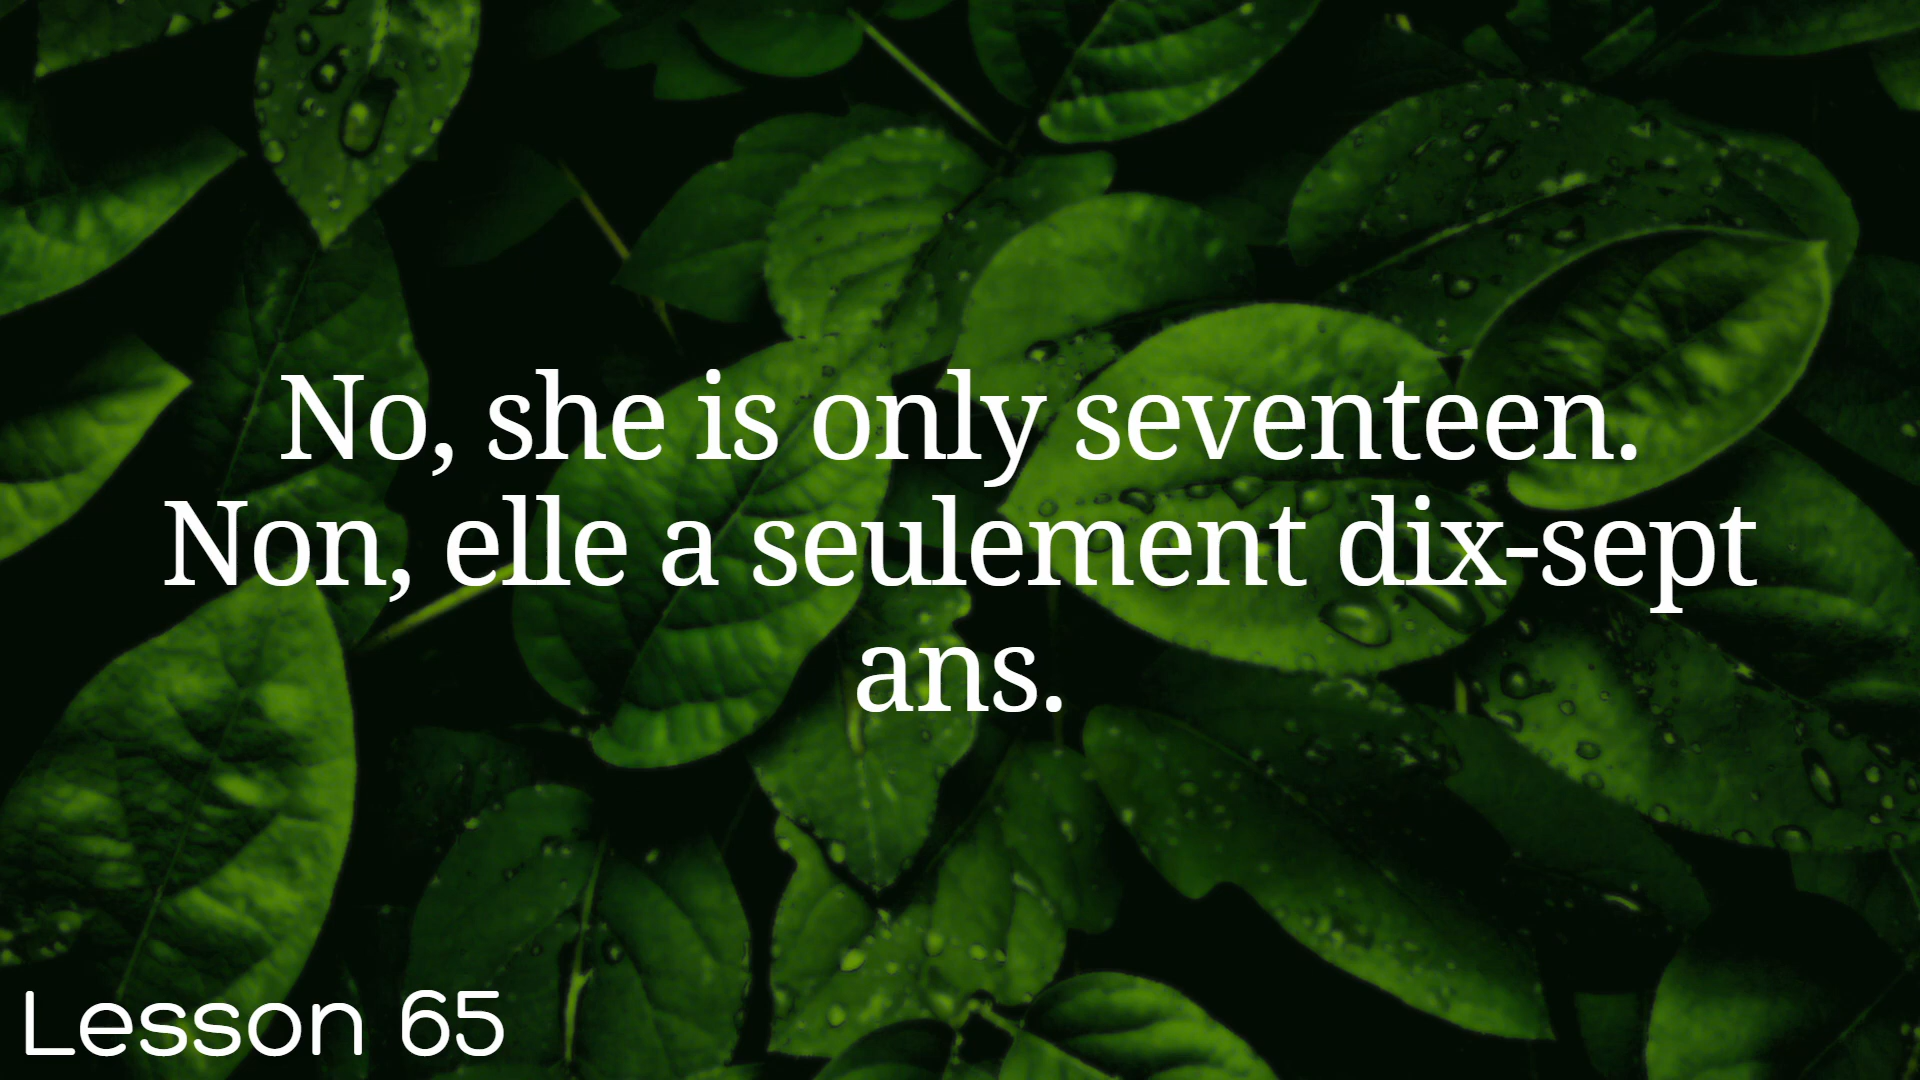 No, she is only seventeen.
Non, elle a seulement dix-sept
ans.
Lesson 65